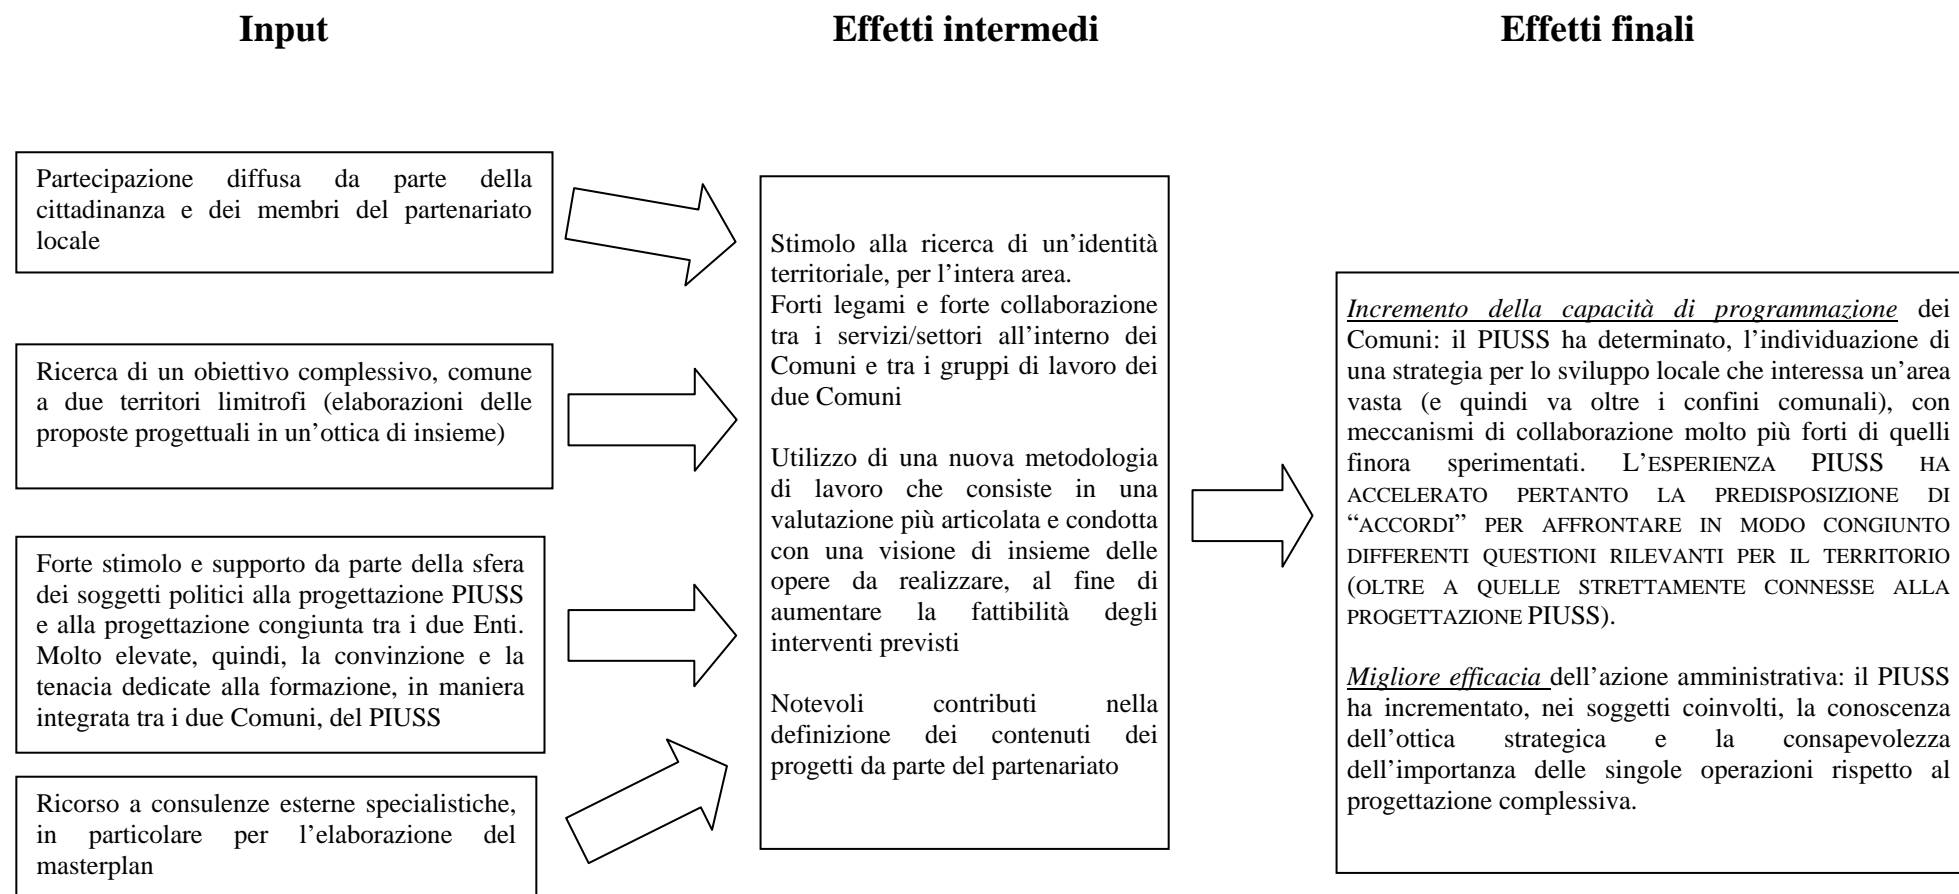 Input
Effetti intermedi
Effetti finali
Partecipazione diffusa da parte della
cittadinanza e dei membri del partenariato
locale
Ricerca di un obiettivo complessivo, comune
a due territori limitrofi (elaborazioni delle
proposte progettuali in un'ottica di insieme)
Forte stimolo e supporto da parte della sfera
dei soggetti politici alla progettazione PIUSS
e alla progettazione congiunta tra i due Enti.
Molto elevate, quindi, la convinzione e la
tenacia dedicate alla formazione, in maniera
integrata tra i due Comuni, del PIUSS
Ricorso a consulenze esterne specialistiche,
in particolare per l'elaborazione del
masterplan
Stimolo alla ricerca di un'identità
territoriale, per l'intera area.
Forti legami e forte collaborazione
tra i servizi/settori all'interno dei
Comuni e tra i gruppi di lavoro dei
due Comuni
Utilizzo di una nuova metodologia
di lavoro che consiste in una
valutazione più articolata e condotta
con una visione di insieme delle
opere da realizzare, al fine di
aumentare la fattibilità degli
interventi previsti
Notevoli contributi nella
definizione dei contenuti dei
progetti da parte del partenariato
Incremento della capacità di programmazione dei
Comuni: il PIUSS ha determinato, l'individuazione di
una strategia per lo sviluppo locale che interessa un'area
vasta (e quindi va oltre i confini comunali), con
meccanismi di collaborazione molto più forti di quelli
finora sperimentati. L'ESPERIENZA PIUSS HA
ACCELERATO PERTANTO LA PREDISPOSIZIONE DI
"ACCORDI" PER AFFRONTARE IN MODO CONGIUNTO
DIFFERENTI QUESTIONI RILEVANTI PER IL TERRITORIO
(OLTRE A QUELLE STRETTAMENTE CONNESSE ALLA
PROGETTAZIONE PIUSS).
Migliore efficacia dell'azione amministrativa: il PIUSS
ha incrementato, nei soggetti coinvolti, la conoscenza
dell'ottica strategica e la consapevolezza
dell'importanza delle singole operazioni rispetto al
progettazione complessiva.